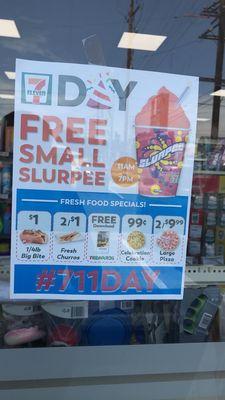 7
ELEVEN
DAY
FREE
SMALL
SLURPEE
11AM
7PM
SLURPEE
FRESH FOOD SPECIALS:
$1 2/$1 FREE 99¢ 2/$9.99
Download
7REWARDS
1/4lb Fresh Celebration Large
Big Bite Churros Cookie Pizza
#711DAY